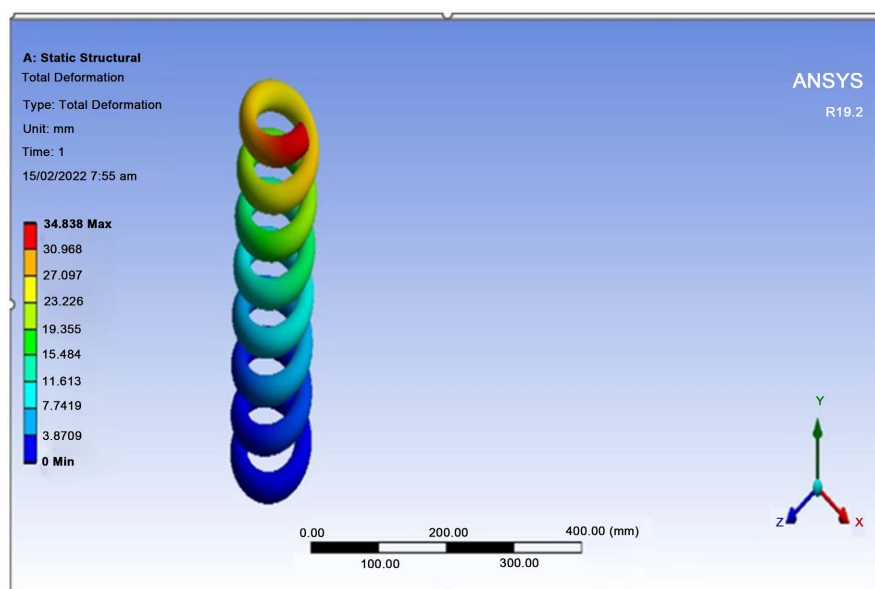 A: Static Structural
Total Deformation
Type: Total Deformation
Unit: mm
Time: 1
15/02/2022 7:55 am
ANSYS
R19.2
34.838 Max
30.968
27.097
23.226
19.355
15.484
11.613
7.7419
3.8709
0 Min
Y
Z
X
0.00
200.00
400.00 (mm)
100.00
300.00